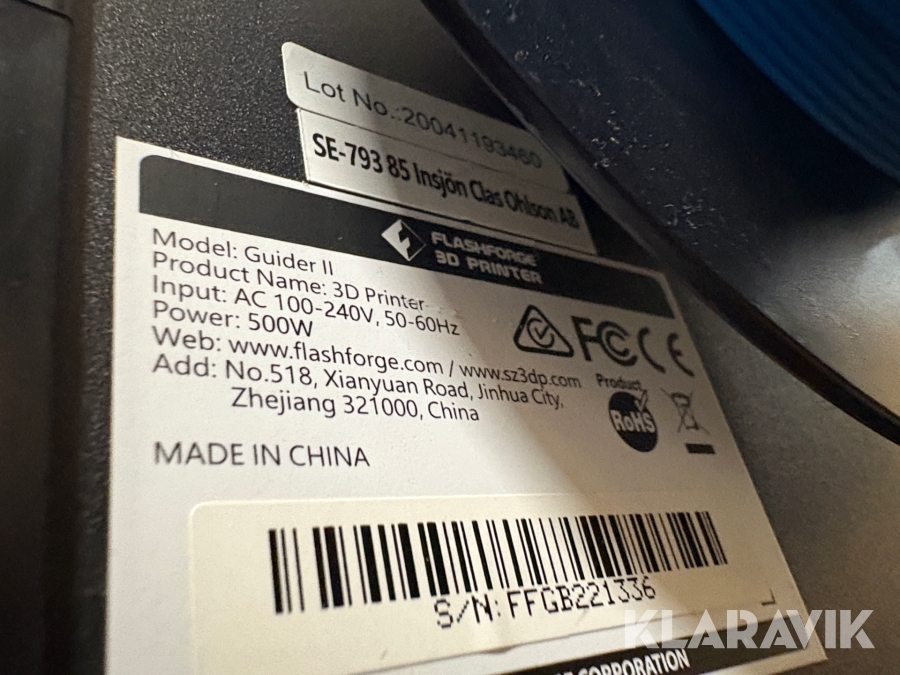 Lot No.:20041193460
SE-793 85 Insjön Clas Ohlson AB
FLASHFORGE
3D PRINTER
Model: Guider II
Product Name: 3D Printer
Input: AC 100-240V, 50-60Hz
Power: 500W
Web: www.flashforge.com / www.sz3dp.com
Add: No.518, Xianyuan Road, Jinhua City,
Zhejiang 321000, China
FC CE
Product
RoHS
MADE IN CHINA
S/N:FFGB221336
CORPORATION
KLARAVIK